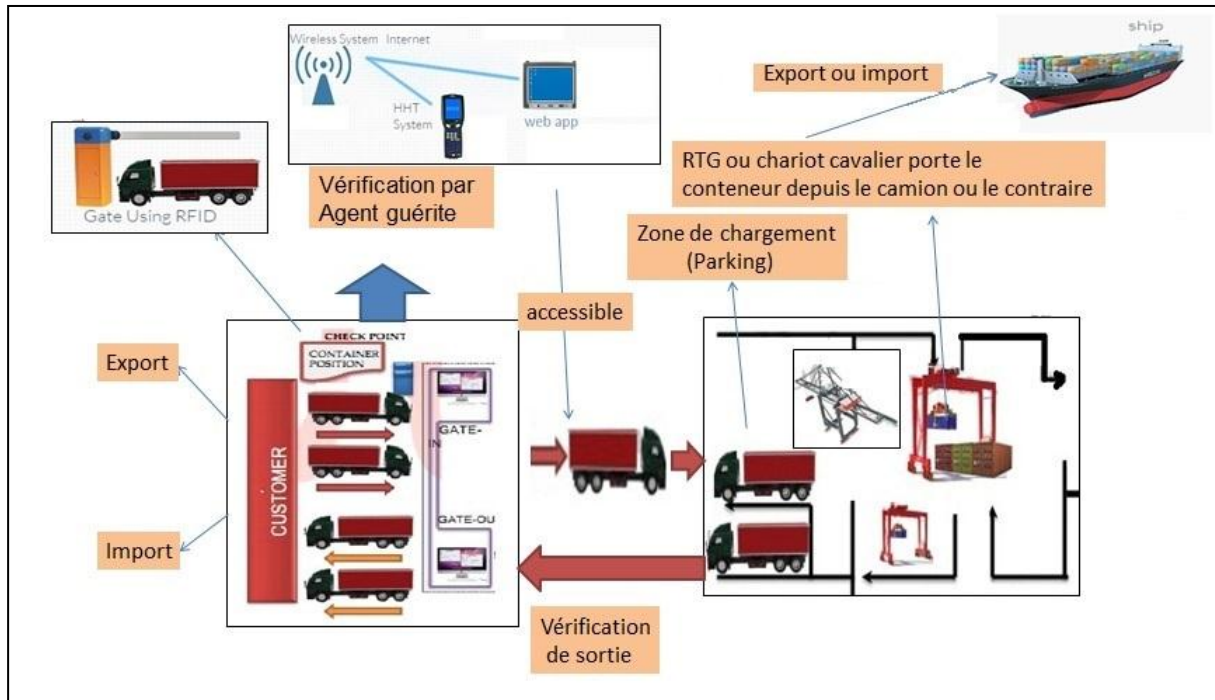 ship
Wireless System Internet
HHT
System
web app
Export ou import
Gate Using RFID
Vérification par
Agent guérite
RTG ou chariot cavalier porte le
conteneur depuis le camion ou le contraire
Zone de chargement
(Parking)
accessible
CHECK POINT
CONTAINER
POSITION
Export
GATE-
IN
CUSTOMER
GATE-OU
Import
Vérification
de sortie